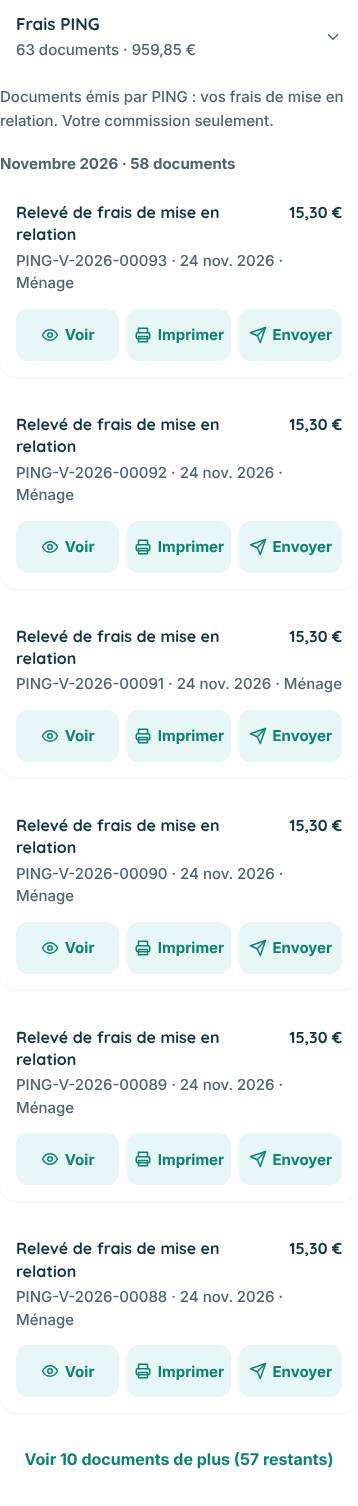 Frais PING
63 documents · 959,85 €
Documents émis par PING : vos frais de mise en
relation. Votre commission seulement.
Novembre 2026 · 58 documents
Relevé de frais de mise en
relation
15,30 €
PING-V-2026-00093 · 24 nov. 2026 ·
Ménage
Voir Imprimer Envoyer
Relevé de frais de mise en
relation
15,30 €
PING-V-2026-00092 · 24 nov. 2026 ·
Ménage
Voir Imprimer Envoyer
Relevé de frais de mise en
relation
15,30 €
PING-V-2026-00091 · 24 nov. 2026 · Ménage
Voir Imprimer Envoyer
Relevé de frais de mise en
relation
15,30 €
PING-V-2026-00090 · 24 nov. 2026 ·
Ménage
Voir Imprimer Envoyer
Relevé de frais de mise en
relation
15,30 €
PING-V-2026-00089 · 24 nov. 2026 ·
Ménage
Voir Imprimer Envoyer
Relevé de frais de mise en
relation
15,30 €
PING-V-2026-00088 · 24 nov. 2026 ·
Ménage
Voir Imprimer Envoyer
Voir 10 documents de plus (57 restants)